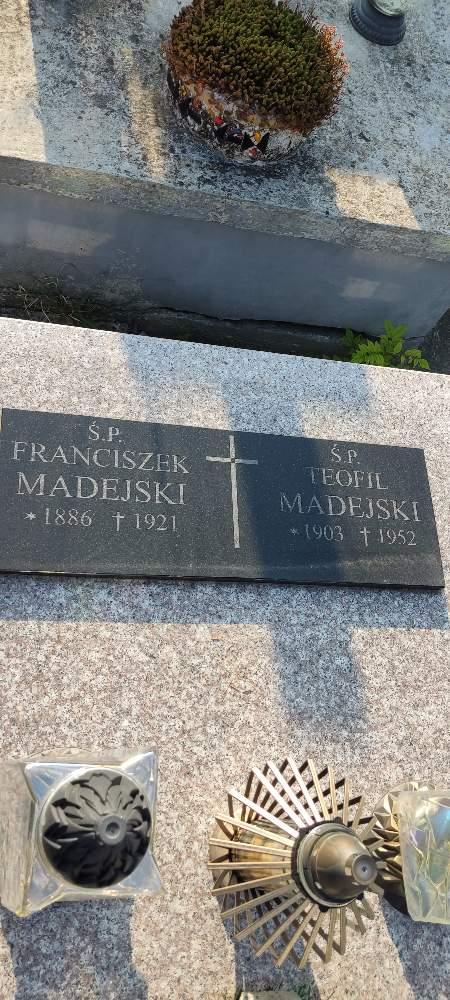 Ś.P.
FRANCISZEK
MADEJSKI
* 1886 † 1921
Ś.P.
TEOFIL
MADEJSKI
* 1903 † 1952